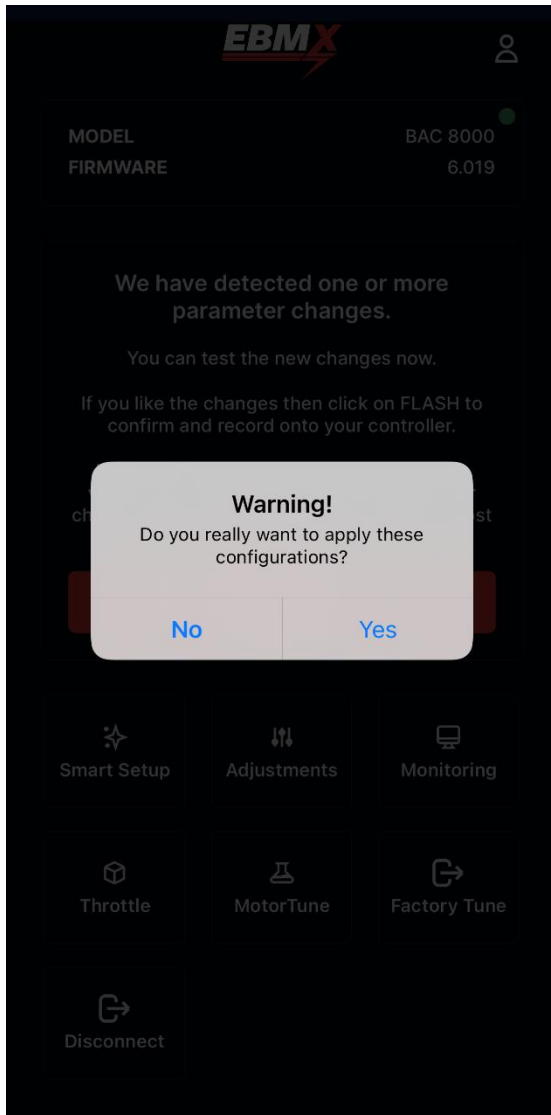 EBMX
MODEL BAC 8000
FIRMWARE 6.019
We have detected one or more
parameter changes.
You can test the new changes now.
If you like the changes then click on FLASH to
confirm and record onto your controller.
Warning!
Do you really want to apply these
configurations?
No Yes
Smart Setup Adjustments Monitoring
Throttle MotorTune Factory Tune
Disconnect